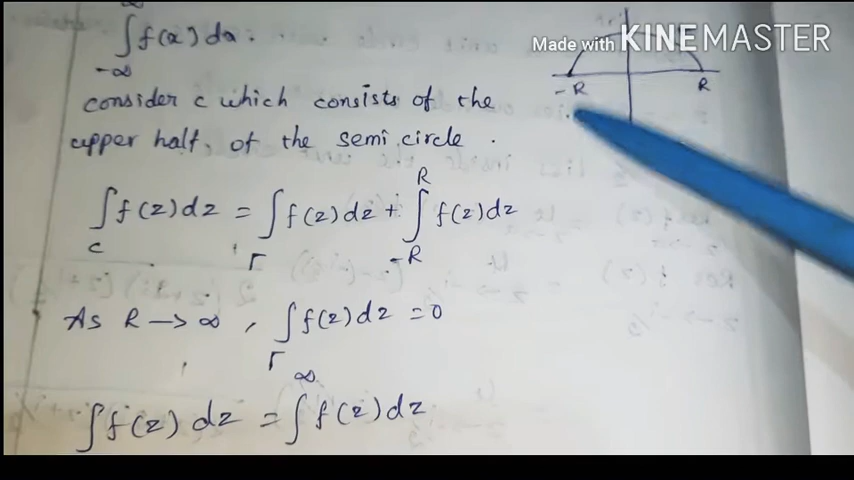 ∫f(x)dx.
-∞
Made with KINEMASTER
-R
R
consider c which consists of the
upper half of the semi circle .
∫f(z)dz = ∫f(z)dz + ∫f(z)dz
R
c
Γ
-R
As R → ∞ , ∫f(z)dz = 0
Γ
∞
∫f(z) dz = ∫f(z)dz